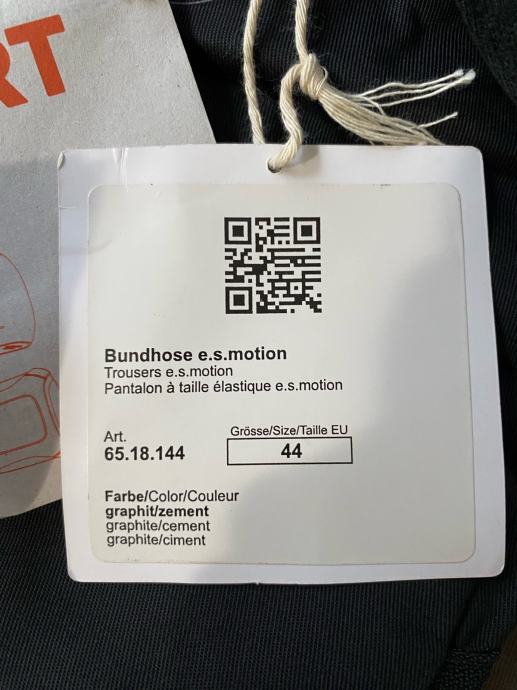 RT
Bundhose e.s.motion
Trousers e.s.motion
Pantalon à taille élastique e.s.motion
Art.
65.18.144
Grösse/Size/Taille EU
44
Farbe/Color/Couleur
graphit/zement
graphite/cement
graphite/ciment